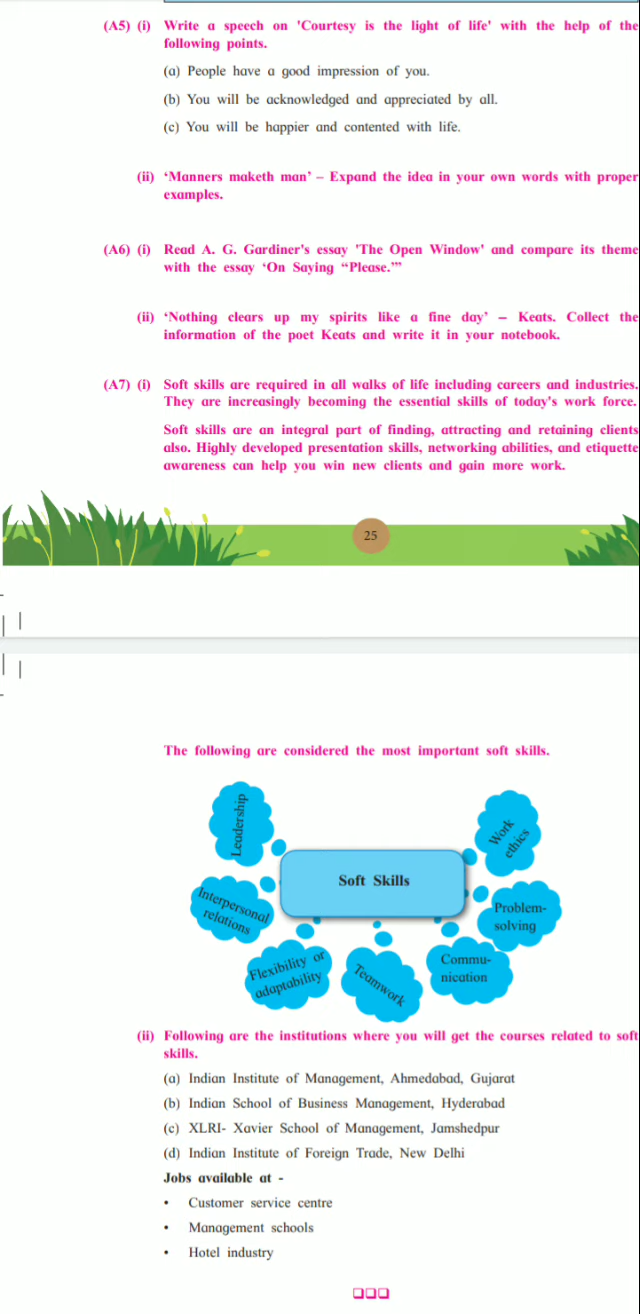 (A5) (i) Write a speech on 'Courtesy is the light of life' with the help of the
following points.
(a) People have a good impression of you.
(b) You will be acknowledged and appreciated by all.
(c) You will be happier and contented with life.
(ii) ‘Manners maketh man’ – Expand the idea in your own words with proper
examples.
(A6) (i) Read A. G. Gardiner's essay 'The Open Window' and compare its theme
with the essay ‘On Saying “Please.”’
(ii) ‘Nothing clears up my spirits like a fine day’ – Keats. Collect the
information of the poet Keats and write it in your notebook.
(A7) (i) Soft skills are required in all walks of life including careers and industries.
They are increasingly becoming the essential skills of today's work force.
Soft skills are an integral part of finding, attracting and retaining clients
also. Highly developed presentation skills, networking abilities, and etiquette
awareness can help you win new clients and gain more work.
25
The following are considered the most important soft skills.
Leadership
Work
ethics
Soft Skills
Interpersonal
relations
Problem-
solving
Flexibility or
adaptability
Teamwork
Commu-
nication
(ii) Following are the institutions where you will get the courses related to soft
skills.
(a) Indian Institute of Management, Ahmedabad, Gujarat
(b) Indian School of Business Management, Hyderabad
(c) XLRI- Xavier School of Management, Jamshedpur
(d) Indian Institute of Foreign Trade, New Delhi
Jobs available at -
• Customer service centre
• Management schools
• Hotel industry